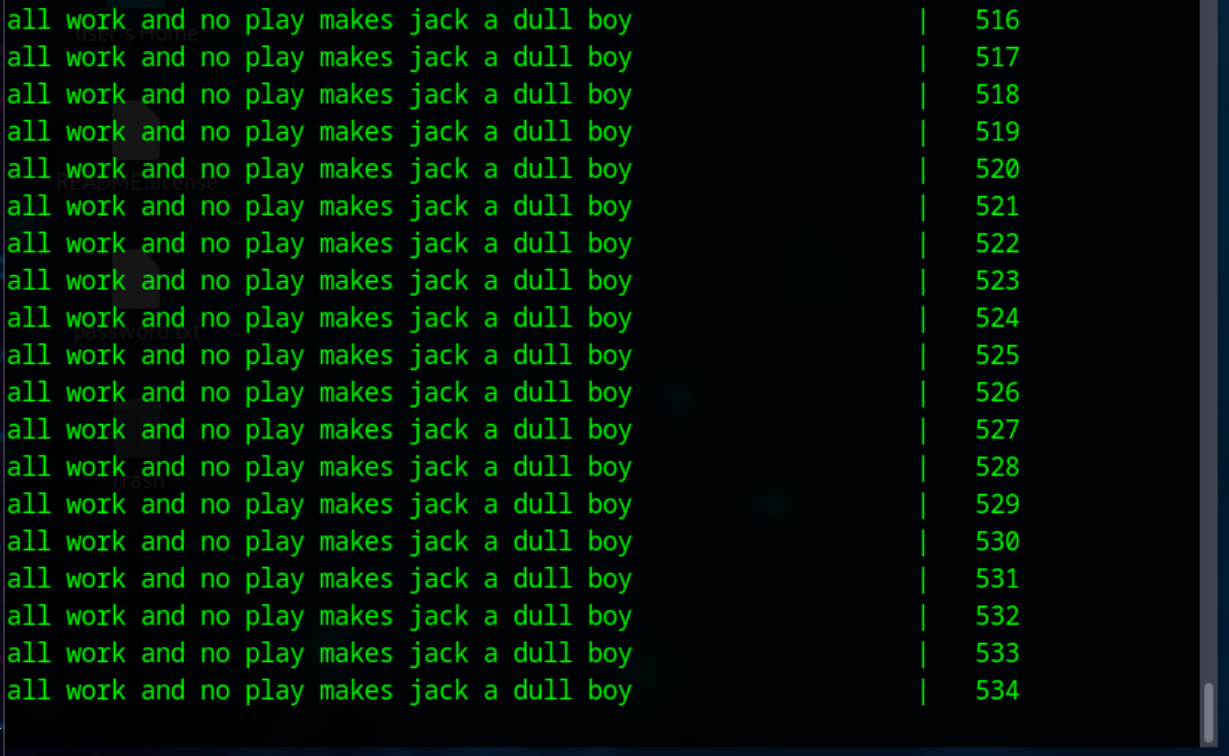 all work and no play makes jack a dull boy | 516
user's Home
all work and no play makes jack a dull boy | 517
all work and no play makes jack a dull boy | 518
all work and no play makes jack a dull boy | 519
all work and no play makes jack a dull boy | 520
README.license
all work and no play makes jack a dull boy | 521
all work and no play makes jack a dull boy | 522
all work and no play makes jack a dull boy | 523
all work and no play makes jack a dull boy | 524
password.txt
all work and no play makes jack a dull boy | 525
all work and no play makes jack a dull boy | 526
all work and no play makes jack a dull boy | 527
all work and no play makes jack a dull boy | 528
Trash
all work and no play makes jack a dull boy | 529
all work and no play makes jack a dull boy | 530
all work and no play makes jack a dull boy | 531
all work and no play makes jack a dull boy | 532
all work and no play makes jack a dull boy | 533
all work and no play makes jack a dull boy | 534